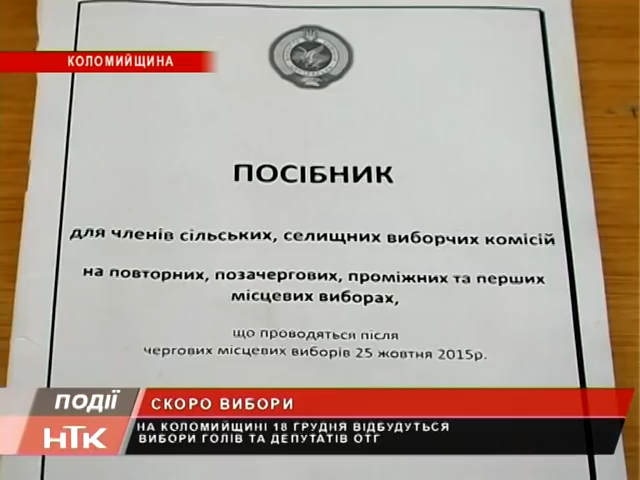 КОЛОМИЙЩИНА
ПОСІБНИК
для членів сільських, селищних виборчих комісій
на повторних, позачергових, проміжних та перших
місцевих виборах,
що проводяться після
чергових місцевих виборів 25 жовтня 2015р.
ПОДІЇ
НТК
СКОРО ВИБОРИ
НА КОЛОМИЙЩИНІ 18 ГРУДНЯ ВІДБУДУТЬСЯ
ВИБОРИ ГОЛІВ ТА ДЕПУТАТІВ ОТГ